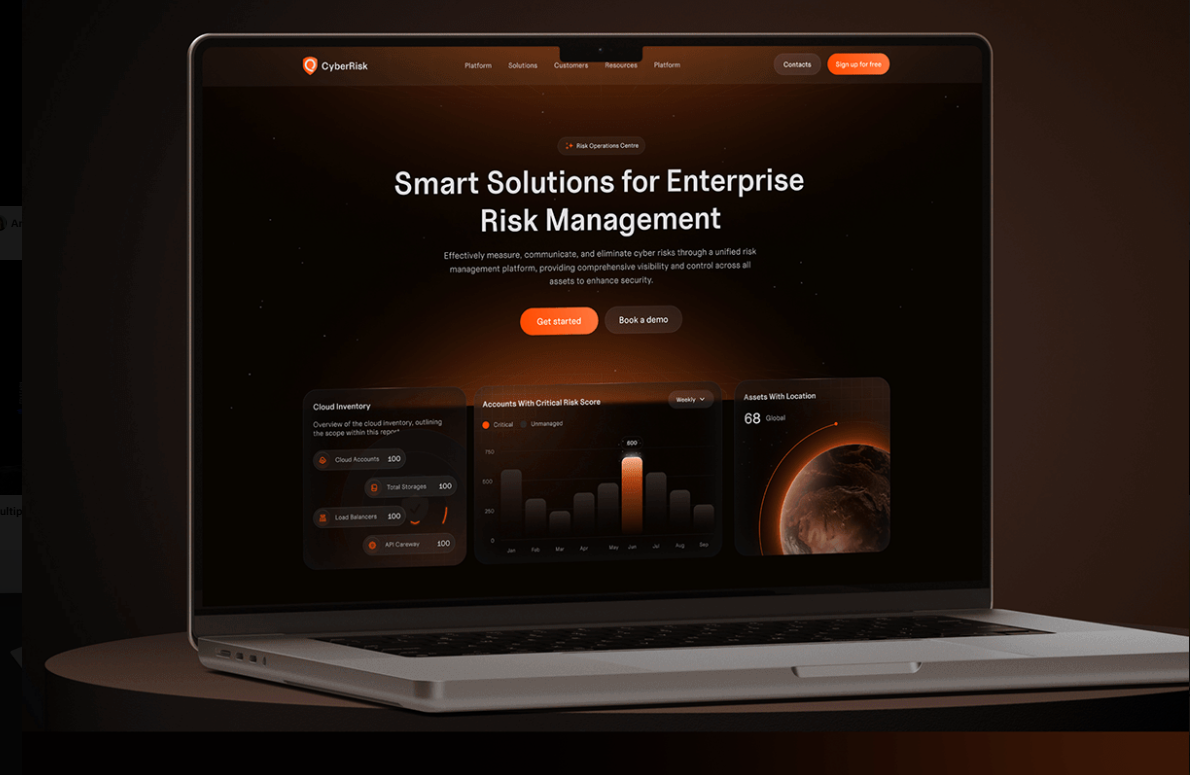 CyberRisk
Platform
Solutions
Customers
Resources
Platform
Contacts
Sign up for free
Risk Operations Centre
Smart Solutions for Enterprise
Risk Management
Effectively measure, communicate, and eliminate cyber risks through a unified risk
management platform, providing comprehensive visibility and control across all
assets to enhance security.
Get started
Book a demo
Cloud Inventory
Overview of the cloud inventory, outlining
the scope within this report
Cloud Accounts 100
Total Storages 100
Load Balancers 100
API Careway 100
Accounts With Critical Risk Score
Weekly
Critical
Unmanaged
600
750
600
250
0
Jan Feb Mar Apr May Jun Jul Aug Sep
Assets With Location
68 Global
ultip